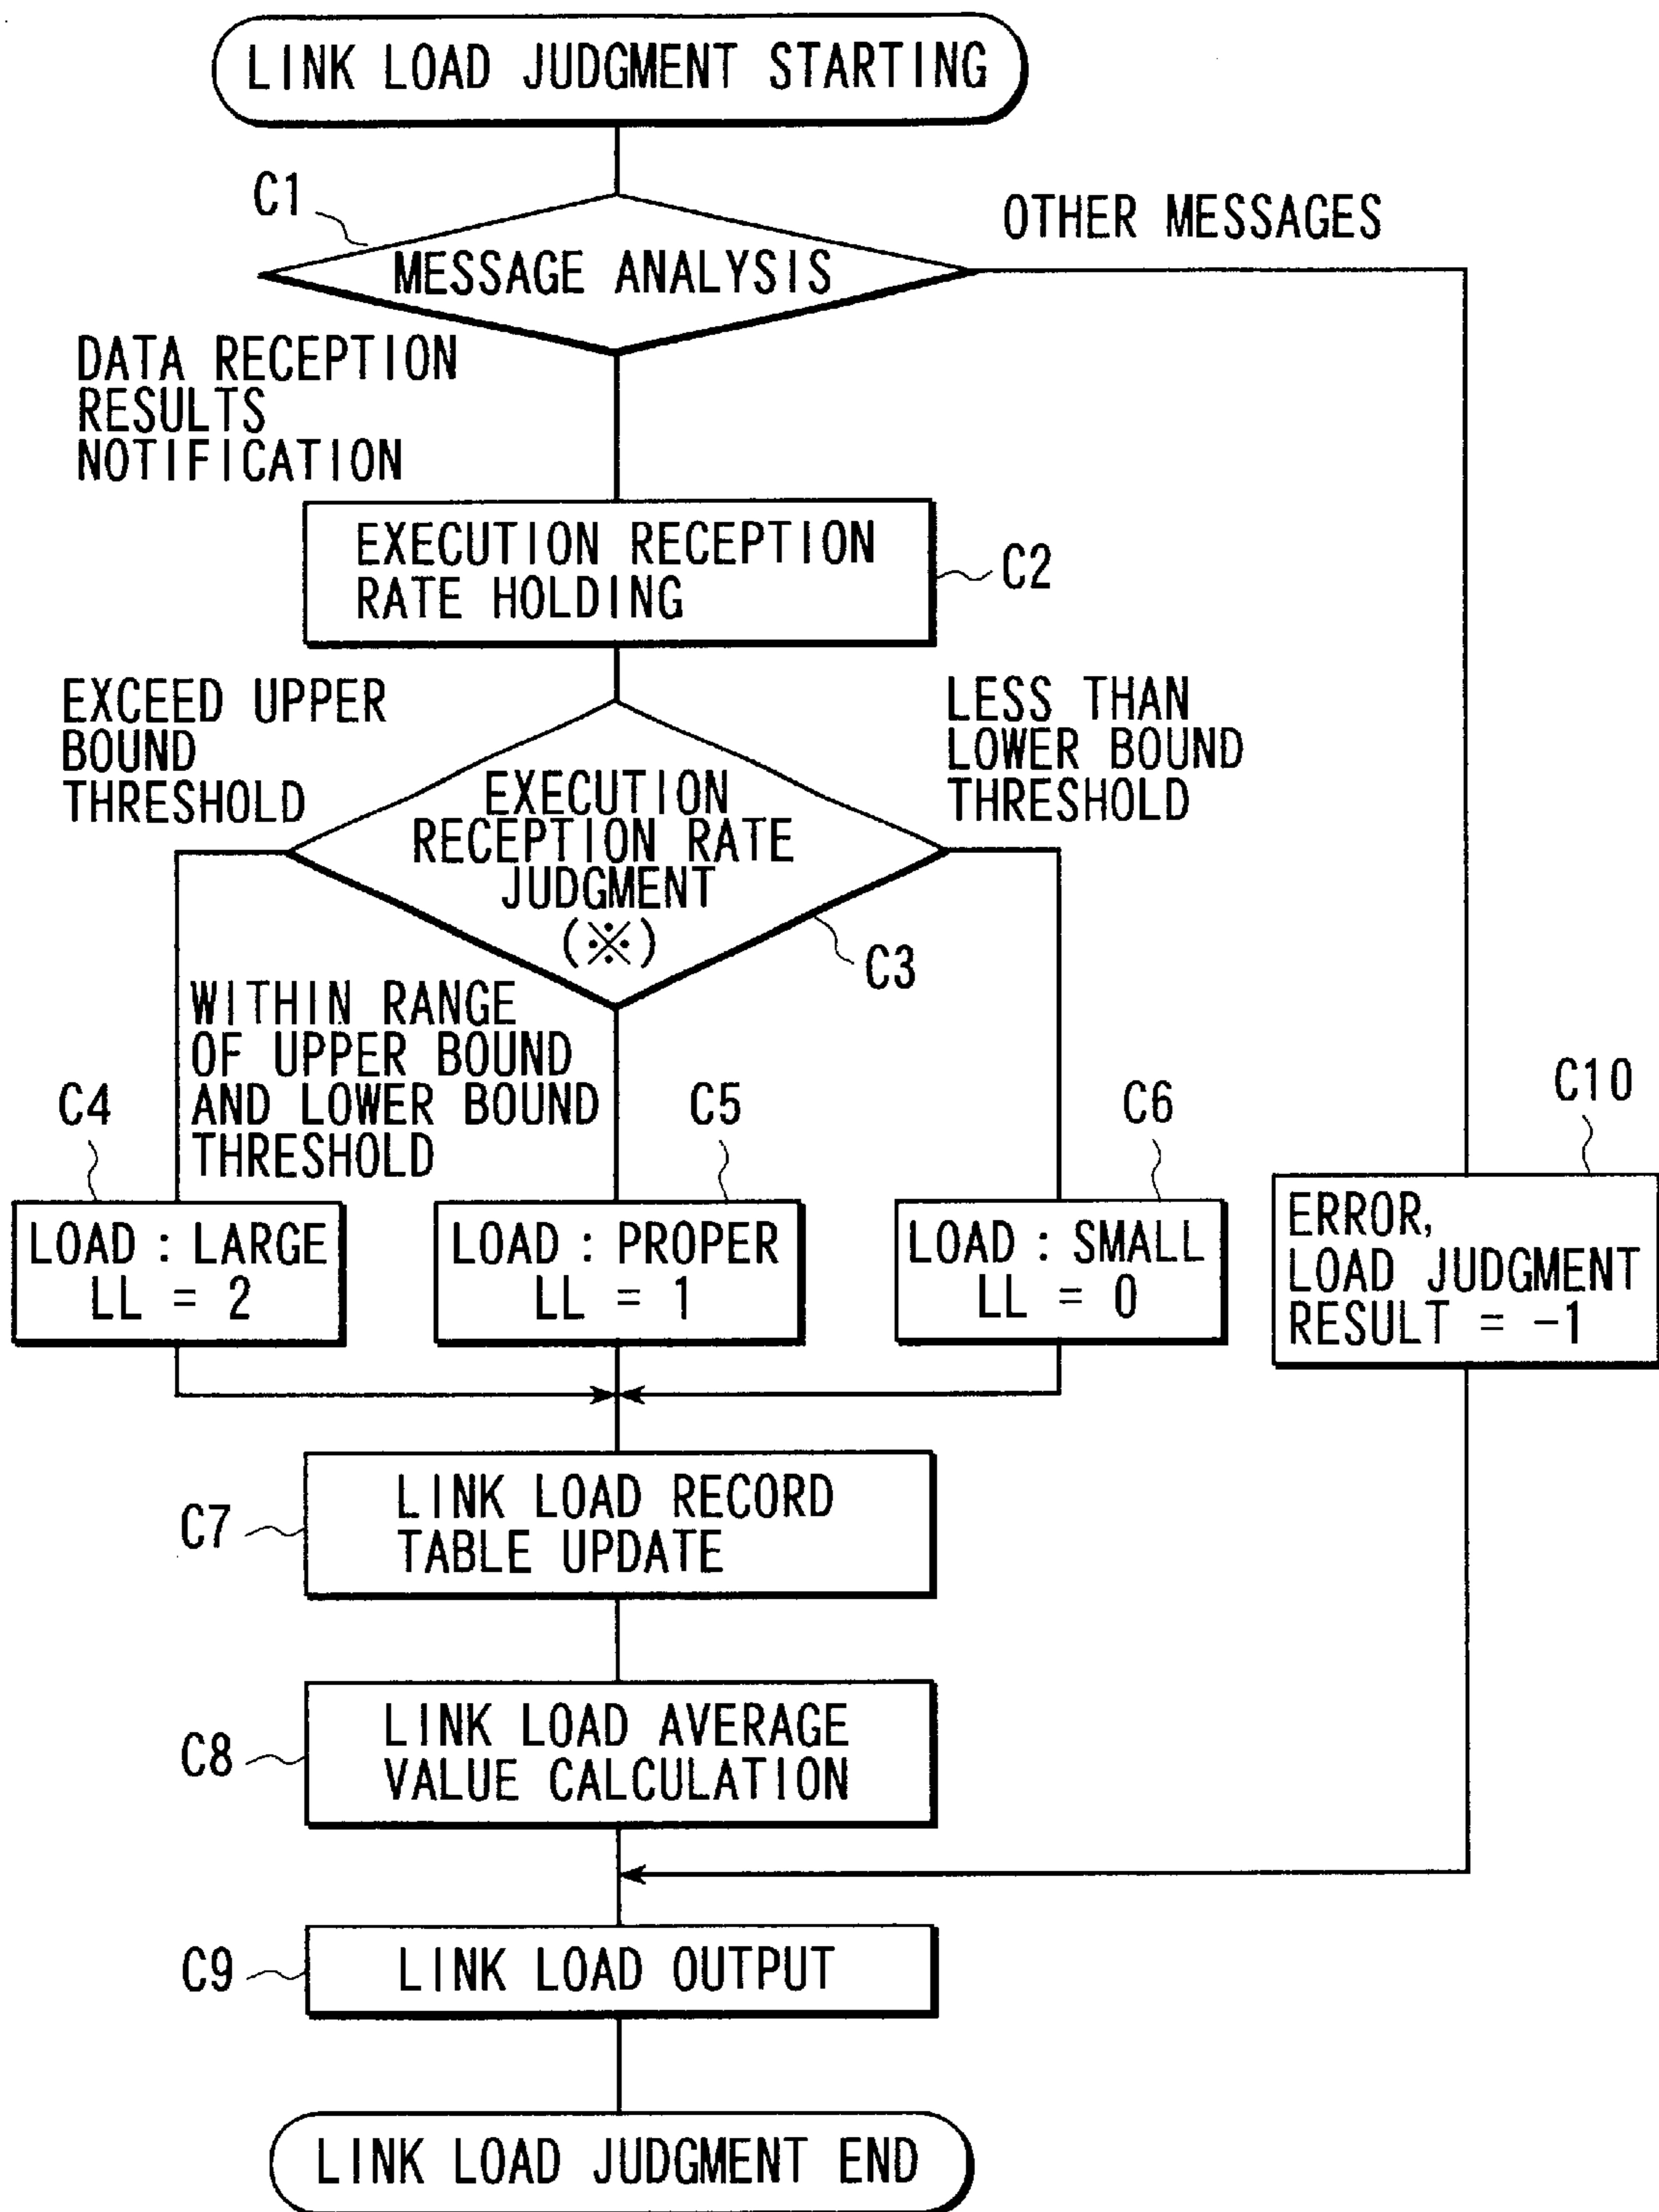 LINK LOAD JUDGMENT STARTING
C1
OTHER MESSAGES
MESSAGE ANALYSIS
DATA RECEPTION
RESULTS
NOTIFICATION
EXECUTION RECEPTION
RATE HOLDING
C2
EXCEED UPPER
BOUND
THRESHOLD
LESS THAN
LOWER BOUND
THRESHOLD
EXECUTION
RECEPTION RATE
JUDGMENT
(※)
C3
WITHIN RANGE
OF UPPER BOUND
AND LOWER BOUND
THRESHOLD
C4
C5
C6
C10
LOAD : LARGE
LL = 2
LOAD : PROPER
LL = 1
LOAD : SMALL
LL = 0
ERROR,
LOAD JUDGMENT
RESULT = -1
C7
LINK LOAD RECORD
TABLE UPDATE
C8
LINK LOAD AVERAGE
VALUE CALCULATION
C9
LINK LOAD OUTPUT
LINK LOAD JUDGMENT END